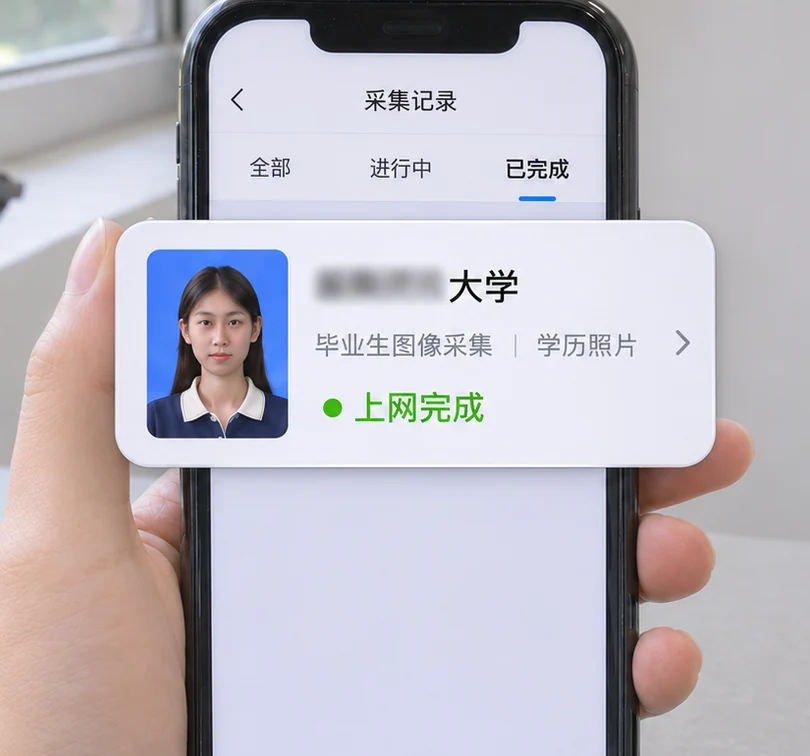 采集记录
全部 进行中 已完成
大学
毕业生图像采集 | 学历照片
上网完成